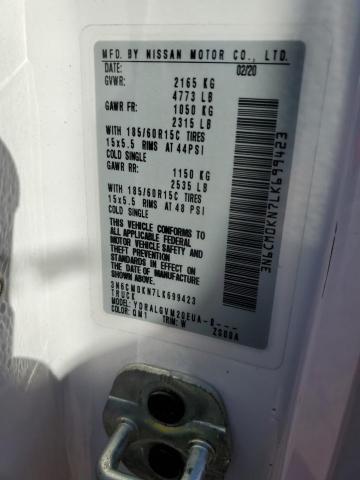 MFD. BY NISSAN MOTOR CO., LTD.
DATE: 02/20
GVWR: 2165 KG
4773 LB
GAWR FR: 1050 KG
2315 LB
WITH 185/60R15C TIRES
15x5.5 RIMS AT 44PSI
COLD SINGLE
GAWR RR: 1150 KG
2535 LB
WITH 185/60R15C TIRES
15x5.5 RIMS AT 48 PSI
COLD SINGLE
THIS VEHICLE CONFORMS TO
ALL APPLICABLE FEDERAL
MOTOR VEHICLE SAFETY
STANDARDS IN EFFECT ON
THE DATE OF MANUFACTURE
SHOWN ABOVE.
3N6CM0KN7LK699423
TRUCK
MODEL: YDRALGVM20EUA-B---
COLOR: QM1 TRIM: W
3N6CM0KN7LK699423